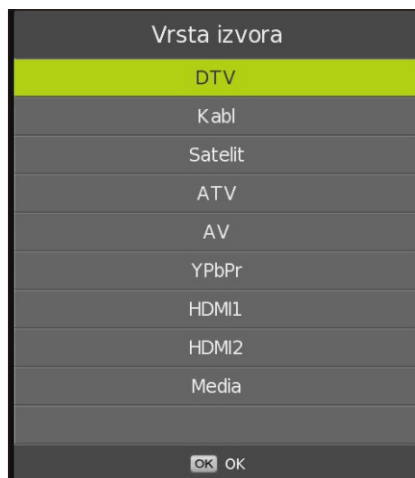 Vrsta izvora
DTV
Kabl
Satelit
ATV
AV
YPbPr
HDMI1
HDMI2
Media
OK OK